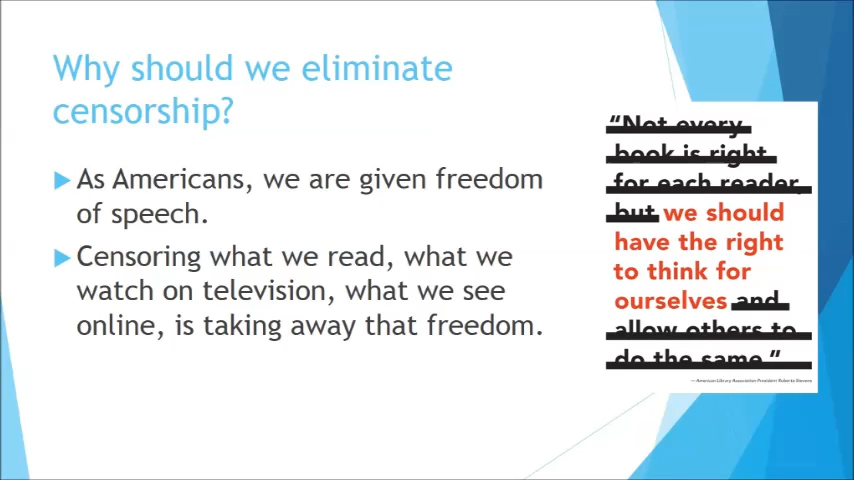 Why should we eliminate
censorship?
As Americans, we are given freedom
of speech.
Censoring what we read, what we
watch on television, what we see
online, is taking away that freedom.
“Not every
book is right
for each reader,
but we should
have the right
to think for
ourselves and
allow others to
do the same.”
— American Library Association President Roberta Stevens